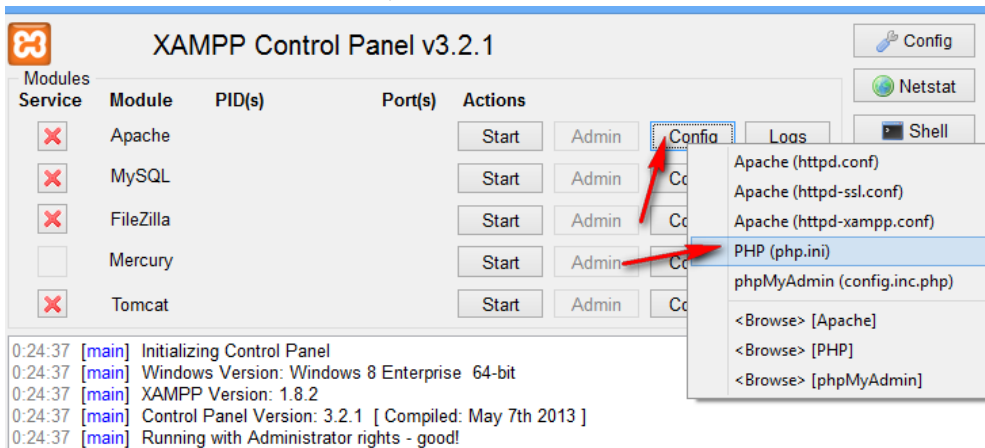 XAMPP Control Panel v3.2.1
Config
Modules
Netstat
Service Module PID(s) Port(s) Actions
Shell
Apache Start Admin Config Logs
MySQL Start Admin
FileZilla Start Admin
Mercury Start Admin
Tomcat Start Admin
Apache (httpd.conf)
Apache (httpd-ssl.conf)
Apache (httpd-xampp.conf)
PHP (php.ini)
phpMyAdmin (config.inc.php)
<Browse> [Apache]
<Browse> [PHP]
<Browse> [phpMyAdmin]
0:24:37 [main] Initializing Control Panel
0:24:37 [main] Windows Version: Windows 8 Enterprise 64-bit
0:24:37 [main] XAMPP Version: 1.8.2
0:24:37 [main] Control Panel Version: 3.2.1 [ Compiled: May 7th 2013 ]
0:24:37 [main] Running with Administrator rights - good!